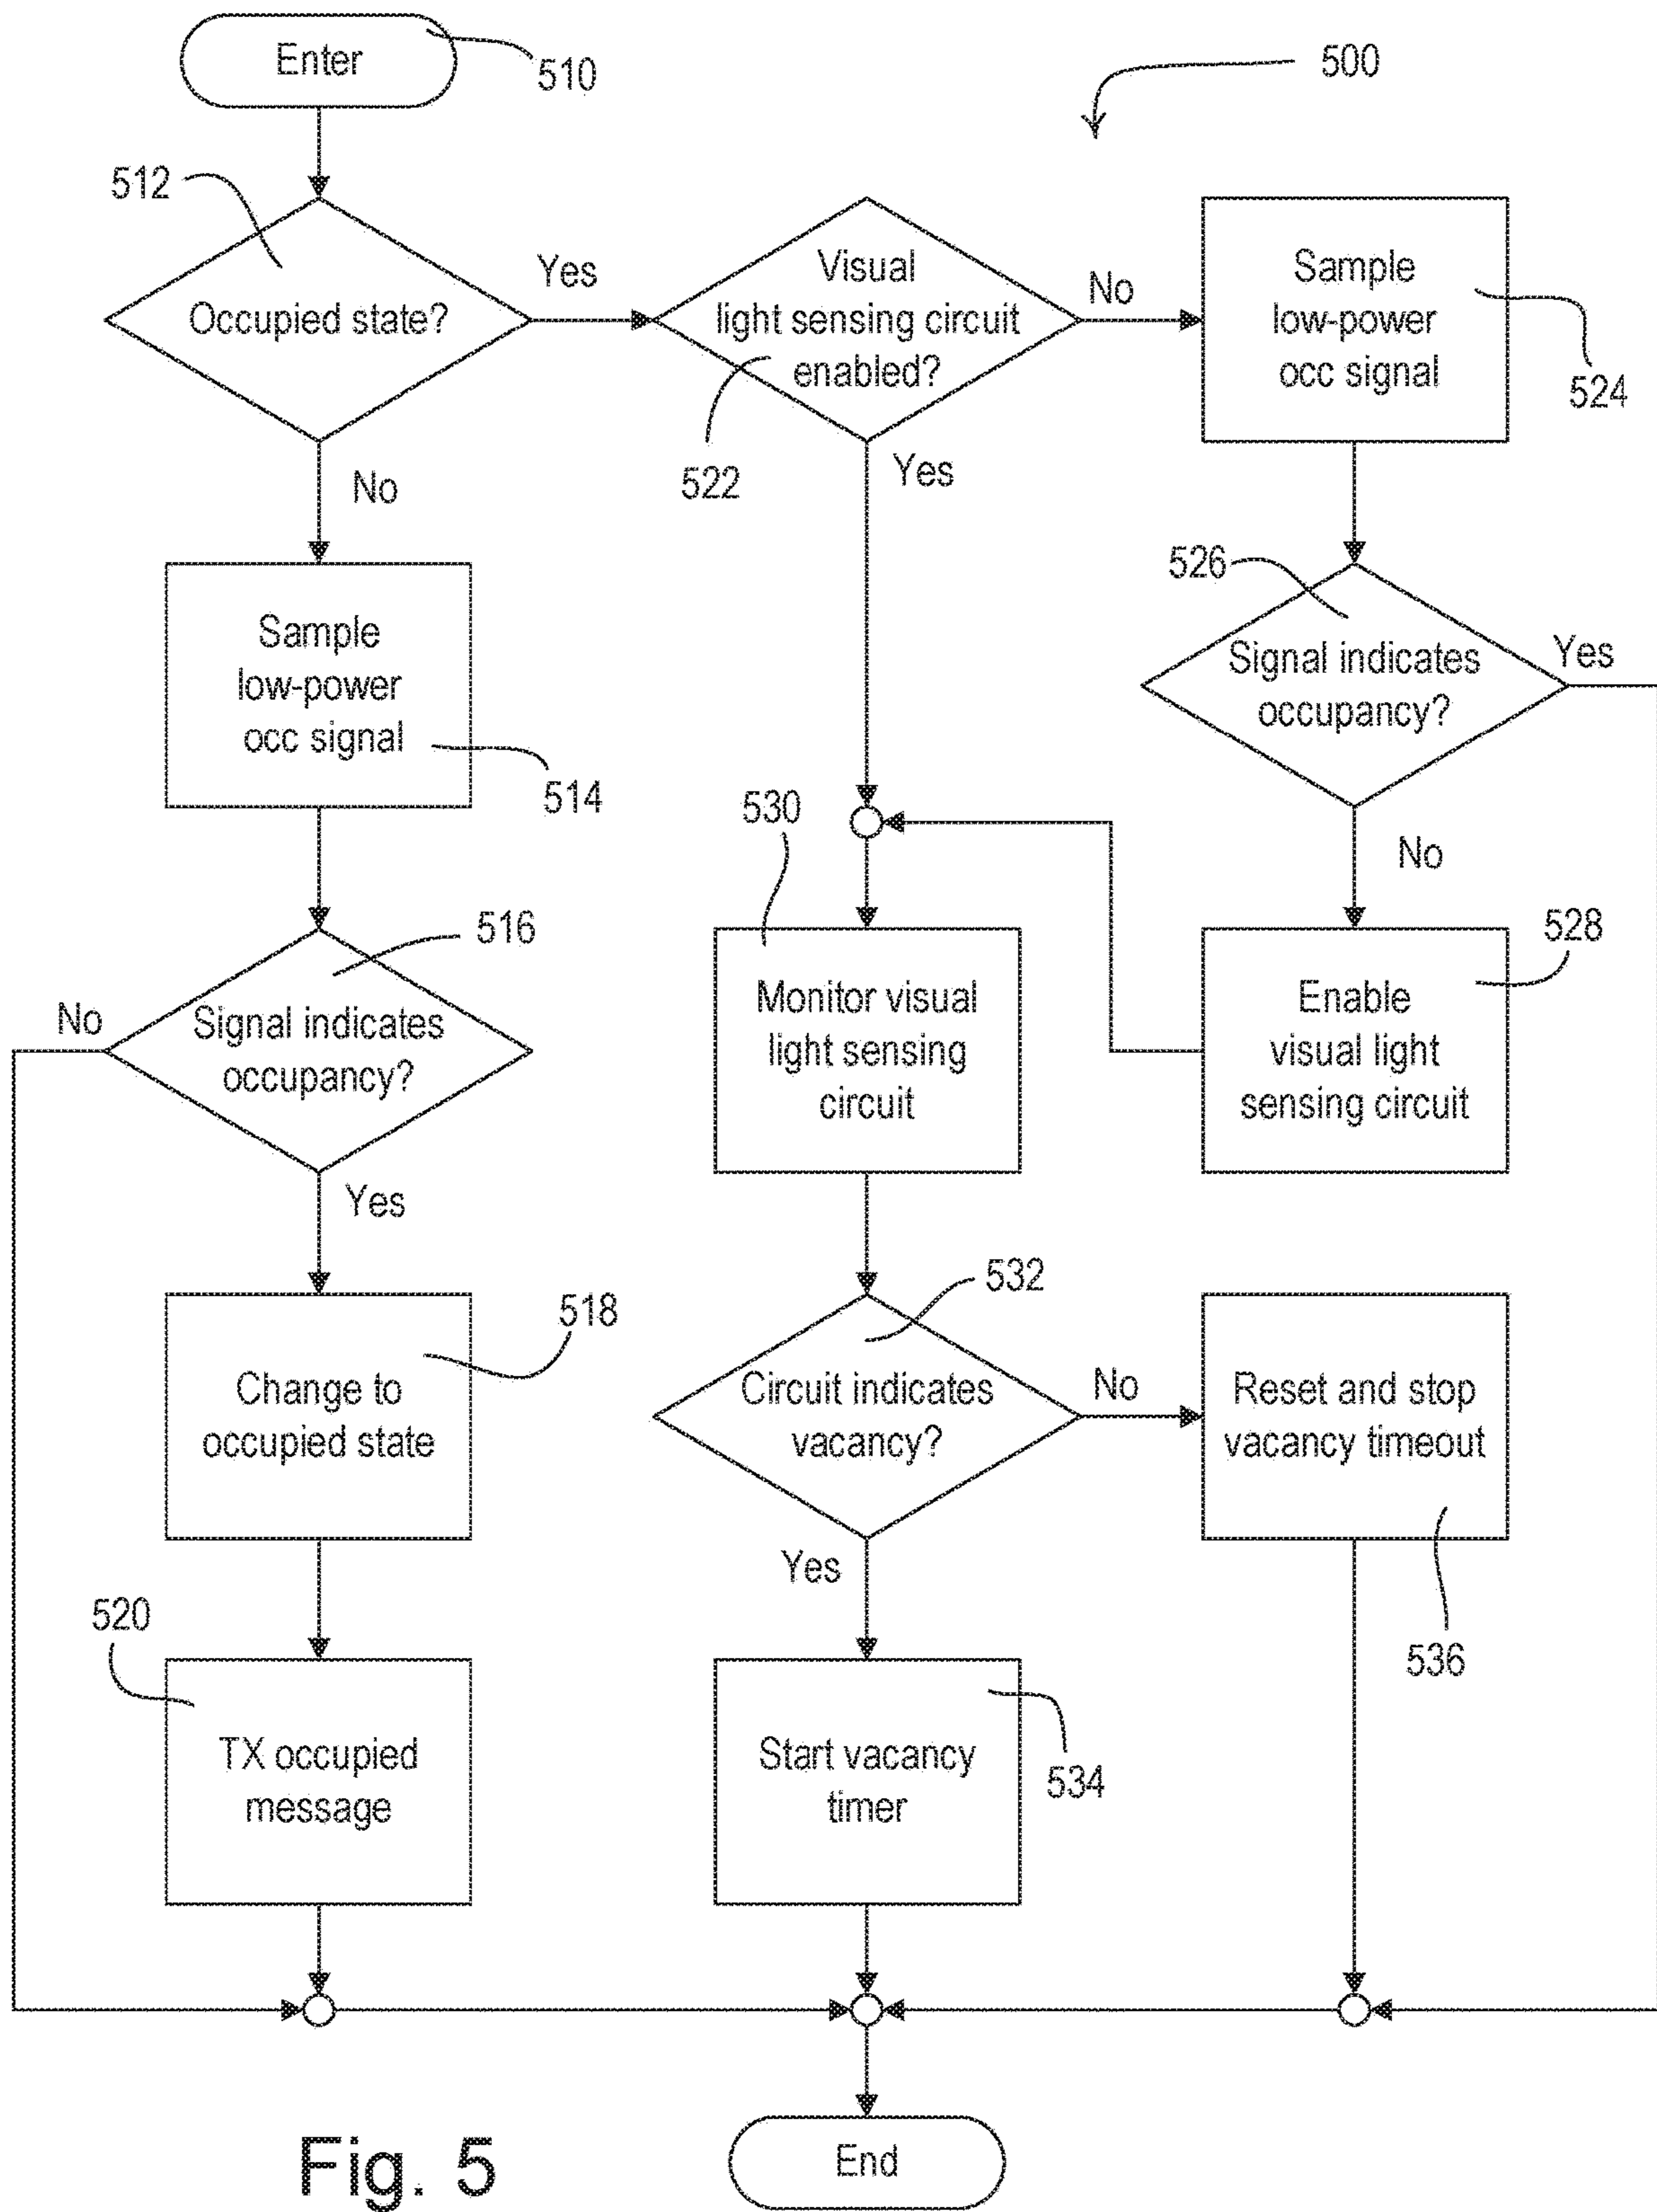 Enter
510
500
512
Occupied state?
Yes
Visual
light sensing circuit
enabled?
522
No
Sample
low-power
occ signal
524
No
Yes
Sample
low-power
occ signal
514
526
Signal indicates
occupancy?
Yes
No
530
516
Signal indicates
occupancy?
No
Yes
Monitor visual
light sensing
circuit
528
Enable
visual light
sensing circuit
518
Change to
occupied state
532
Circuit indicates
vacancy?
No
Yes
Reset and stop
vacancy timeout
536
520
TX occupied
message
Start vacancy
timer
534
End
Fig. 5